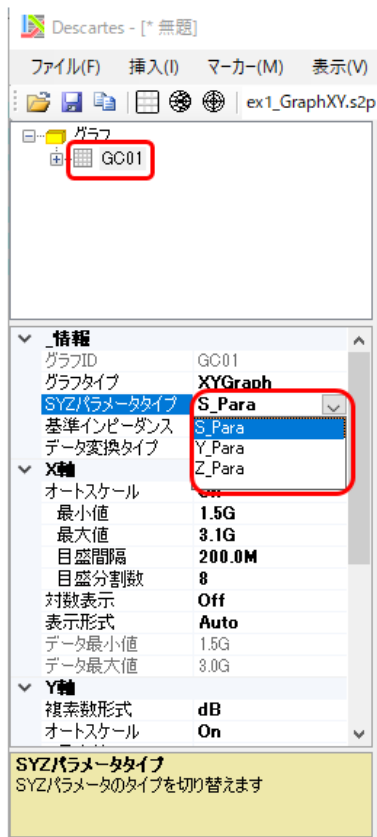 Descartes - [* 無題]
ファイル(F) 挿入(I) マーカー(M) 表示(V)
ex1_GraphXY.s2p
グラフ
GC01
_情報
グラフID GC01
グラフタイプ XYGraph
SYZパラメータタイプ S_Para
基準インピーダンス S_Para
データ変換タイプ Y_Para
X軸 Z_Para
オートスケール
最小値 1.5G
最大値 3.1G
目盛間隔 200.0M
目盛分割数 8
対数表示 Off
表示形式 Auto
データ最小値 1.5G
データ最大値 3.0G
Y軸
複素数形式 dB
オートスケール On
SYZパラメータタイプ
SYZパラメータのタイプを切り替えます